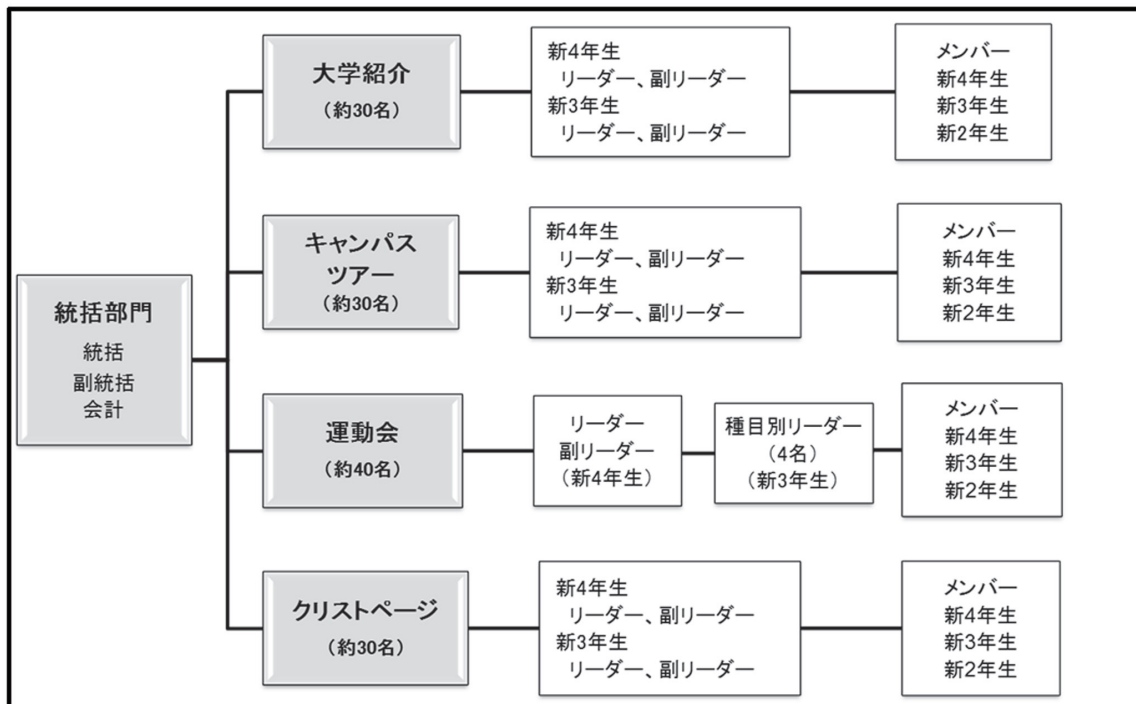 統括部門
統括
副統括
会計
大学紹介
(約30名)
新4年生
リーダー、副リーダー
新3年生
リーダー、副リーダー
メンバー
新4年生
新3年生
新2年生
キャンパス
ツアー
(約30名)
新4年生
リーダー、副リーダー
新3年生
リーダー、副リーダー
メンバー
新4年生
新3年生
新2年生
運動会
(約40名)
リーダー
副リーダー
(新4年生)
種目別リーダー
(4名)
(新3年生)
メンバー
新4年生
新3年生
新2年生
クリストページ
(約30名)
新4年生
リーダー、副リーダー
新3年生
リーダー、副リーダー
メンバー
新4年生
新3年生
新2年生